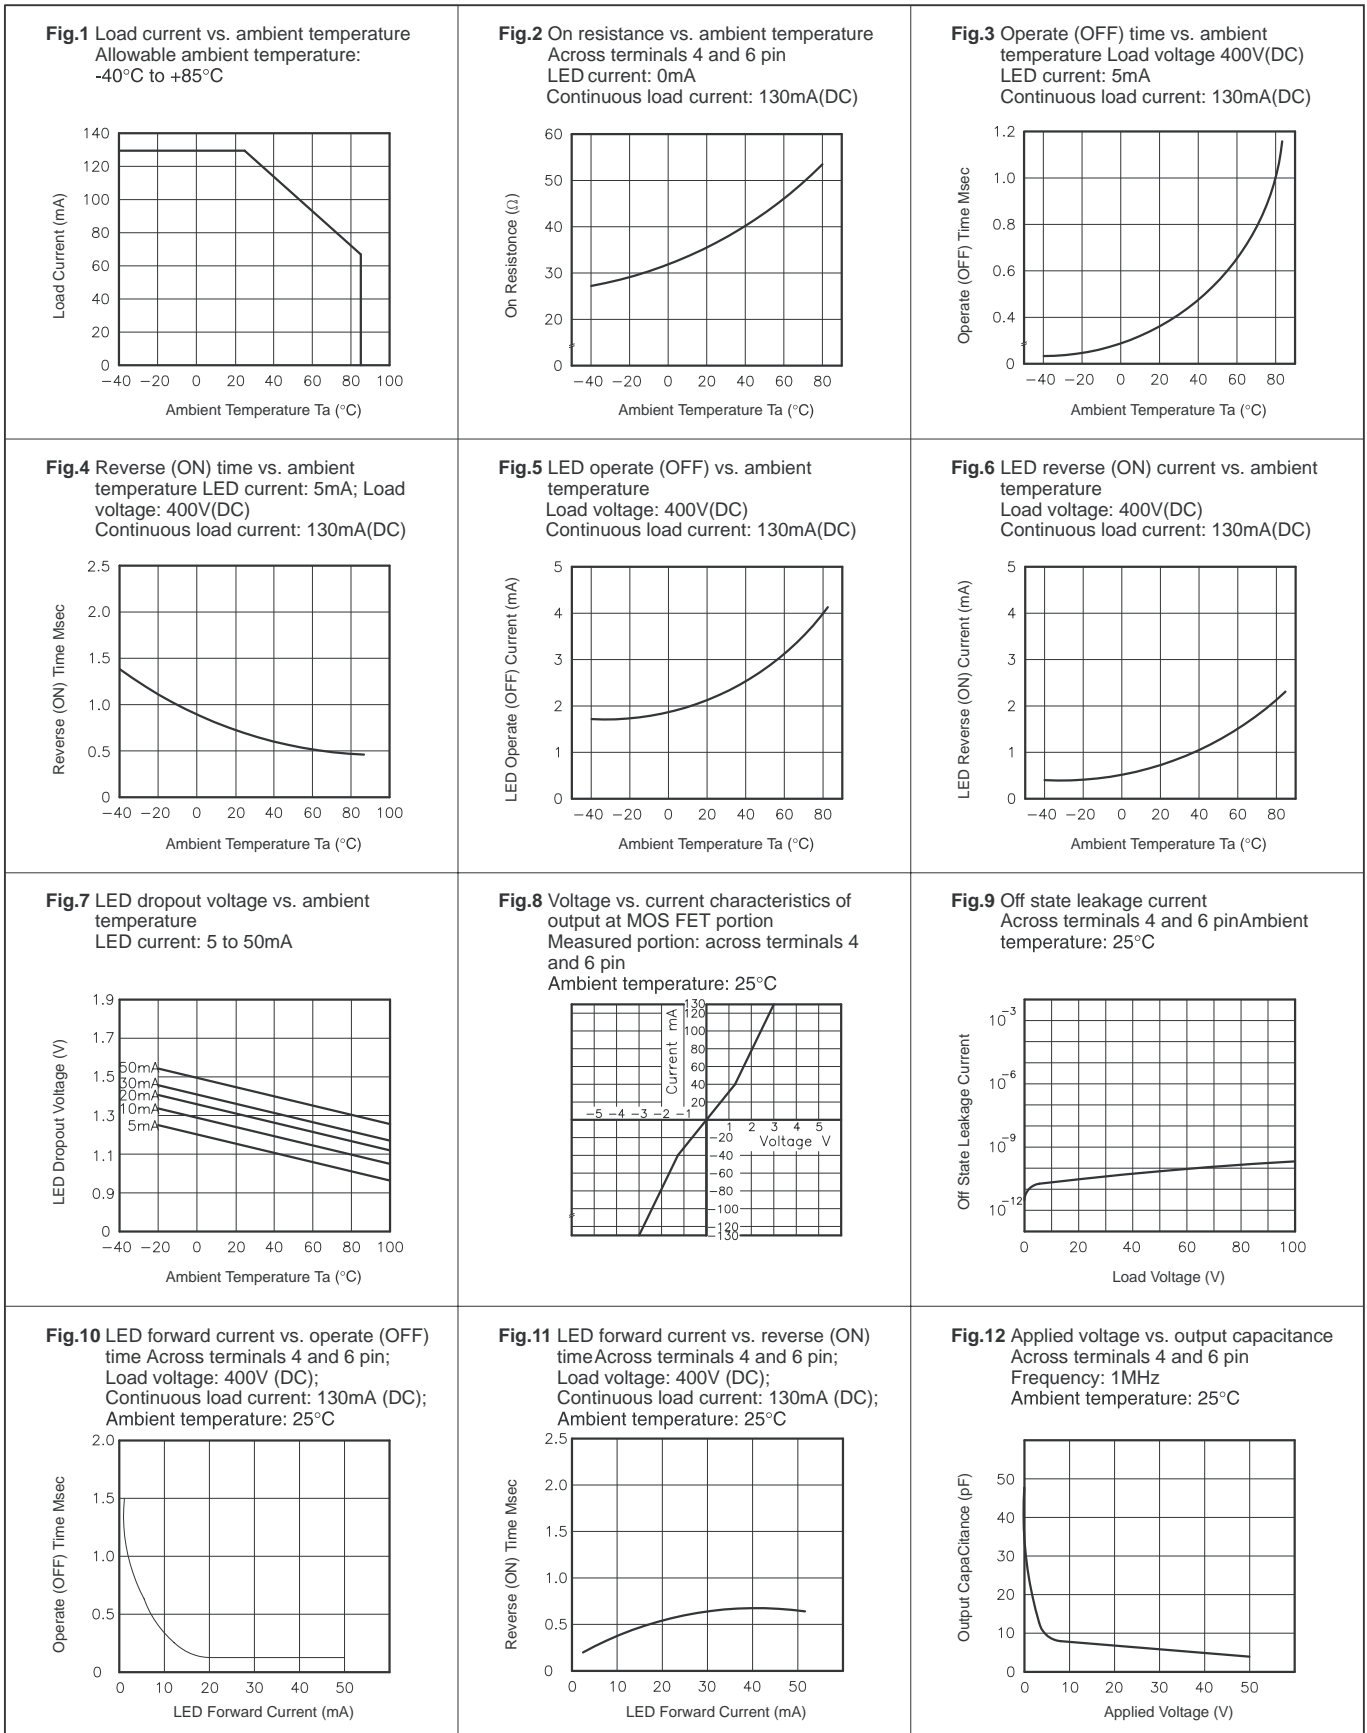 Fig.1 Load current vs. ambient temperature
Allowable ambient temperature:
-40°C to +85°C
140
120
100
80
60
40
20
0
Load Current (mA)
−40 −20 0 20 40 60 80 100
Ambient Temperature Ta (°C)
Fig.2 On resistance vs. ambient temperature
Across terminals 4 and 6 pin
LED current: 0mA
Continuous load current: 130mA(DC)
60
50
40
30
20
0
On Resistonce (Ω)
−40 −20 0 20 40 60 80
Ambient Temperature Ta (°C)
Fig.3 Operate (OFF) time vs. ambient
temperature Load voltage 400V(DC)
LED current: 5mA
Continuous load current: 130mA(DC)
1.2
1.0
0.8
0.6
0.4
0
Operate (OFF) Time Msec
−40 −20 0 20 40 60 80
Ambient Temperature Ta (°C)
Fig.4 Reverse (ON) time vs. ambient
temperature LED current: 5mA; Load
voltage: 400V(DC)
Continuous load current: 130mA(DC)
2.5
2.0
1.5
1.0
0.5
0
Reverse (ON) Time Msec
−40 −20 0 20 40 60 80 100
Ambient Temperature Ta (°C)
Fig.5 LED operate (OFF) vs. ambient
temperature
Load voltage: 400V(DC)
Continuous load current: 130mA(DC)
5
4
3
2
1
0
LED Operate (OFF) Current (mA)
−40 −20 0 20 40 60 80
Ambient Temperature Ta (°C)
Fig.6 LED reverse (ON) current vs. ambient
temperature
Load voltage: 400V(DC)
Continuous load current: 130mA(DC)
5
4
3
2
1
0
LED Reverse (ON) Current (mA)
−40 −20 0 20 40 60 80
Ambient Temperature Ta (°C)
Fig.7 LED dropout voltage vs. ambient
temperature
LED current: 5 to 50mA
1.9
1.7
1.5
1.3
1.1
0.9
0
LED Dropout Voltage (V)
50mA
30mA
20mA
10mA
5mA
−40 −20 0 20 40 60 80 100
Ambient Temperature Ta (°C)
Fig.8 Voltage vs. current characteristics of
output at MOS FET portion
Measured portion: across terminals 4
and 6 pin
Ambient temperature: 25°C
Current mA
130
120
100
80
60
40
20
−5 −4 −3 −2 −1
1 2 3 4 5
Voltage V
−20
−40
−60
−80
−100
−120
−130
Fig.9 Off state leakage current
Across terminals 4 and 6 pinAmbient
temperature: 25°C
10−3
10−6
10−9
10−12
Off State Leakage Current
0 20 40 60 80 100
Load Voltage (V)
Fig.10 LED forward current vs. operate (OFF)
time Across terminals 4 and 6 pin;
Load voltage: 400V (DC);
Continuous load current: 130mA (DC);
Ambient temperature: 25°C
2.0
1.5
1.0
0.5
0
Operate (OFF) Time Msec
0 10 20 30 40 50
LED Forward Current (mA)
Fig.11 LED forward current vs. reverse (ON)
timeAcross terminals 4 and 6 pin;
Load voltage: 400V (DC);
Continuous load current: 130mA (DC);
Ambient temperature: 25°C
2.5
2.0
1.5
1.0
0.5
0
Reverse (ON) Time Msec
0 10 20 30 40 50
LED Forward Current (mA)
Fig.12 Applied voltage vs. output capacitance
Across terminals 4 and 6 pin
Frequency: 1MHz
Ambient temperature: 25°C
50
40
30
20
10
0
Output CapaCitance (pF)
0 10 20 30 40 50
Applied Voltage (V)